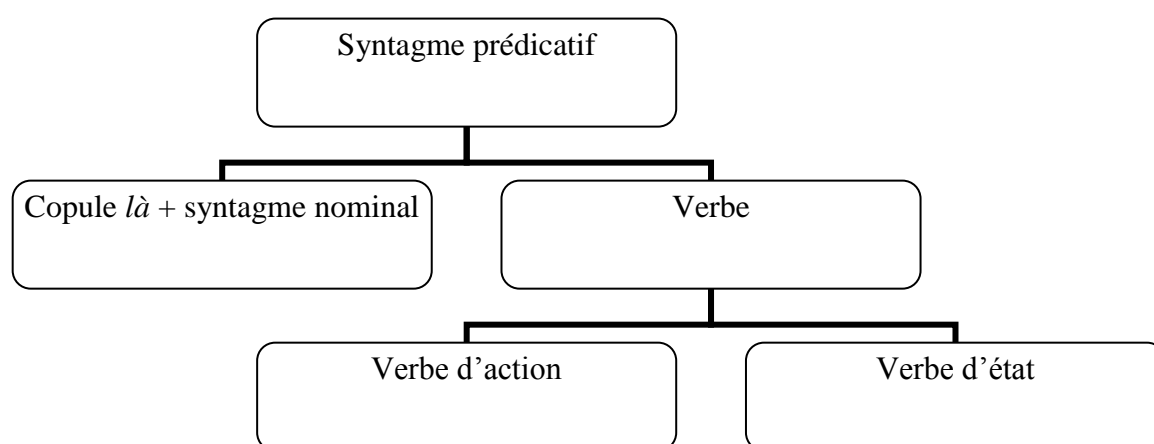 Syntagme prédicatif
Copule là + syntagme nominal
Verbe
Verbe d’action
Verbe d’état